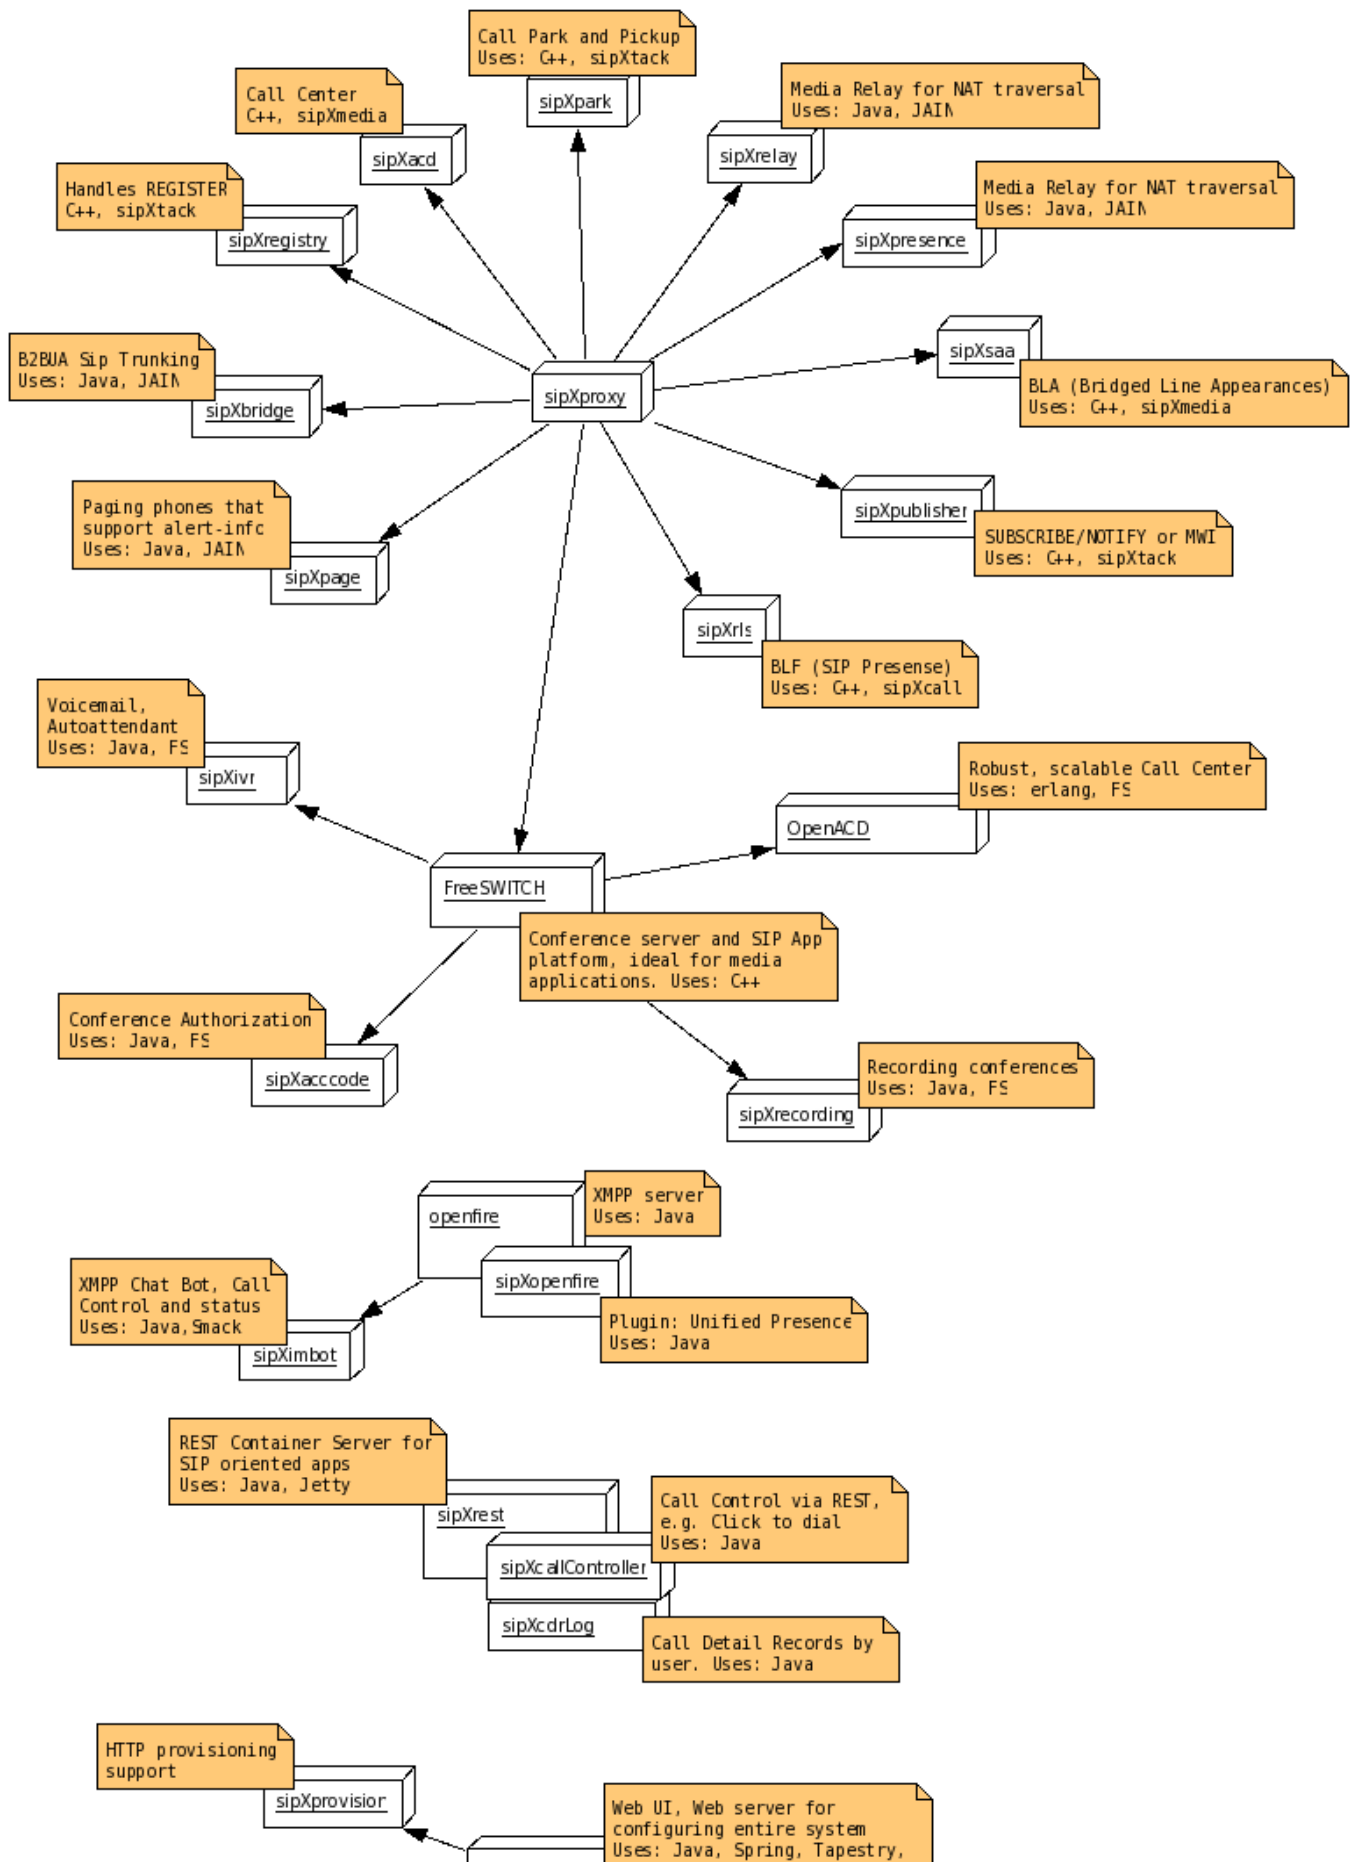 Call Park and Pickup
Uses: C++, sipXtack
sipXpark
Call Center
C++, sipXmedia
sipXacd
Media Relay for NAT traversal
Uses: Java, JAIN
sipXrelay
Handles REGISTER
C++, sipXtack
sipXregistry
Media Relay for NAT traversal
Uses: Java, JAIN
sipXpresence
B2BUA Sip Trunking
Uses: Java, JAIN
sipXbridge
sipXproxy
sipXsaa
BLA (Bridged Line Appearances)
Uses: C++, sipXmedia
Paging phones that
support alert-info
Uses: Java, JAIN
sipXpage
sipXpublisher
SUBSCRIBE/NOTIFY or MWI
Uses: C++, sipXtack
sipXrls
BLF (SIP Presense)
Uses: C++, sipXcall
Voicemail,
Autoattendant
Uses: Java, FS
sipXivr
Robust, scalable Call Center
Uses: erlang, FS
OpenACD
FreeSWITCH
Conference server and SIP App
platform, ideal for media
applications. Uses: C++
Conference Authorization
Uses: Java, FS
sipXacccode
Recording conferences
Uses: Java, FS
sipXrecording
openfire
XMPP server
Uses: Java
sipXopenfire
Plugin: Unified Presence
Uses: Java
XMPP Chat Bot, Call
Control and status
Uses: Java,Smack
sipXimbot
REST Container Server for
SIP oriented apps
Uses: Java, Jetty
sipXrest
Call Control via REST,
e.g. Click to dial
Uses: Java
sipXcallController
sipXcdrLog
Call Detail Records by
user. Uses: Java
HTTP provisioning
support
sipXprovision
Web UI, Web server for
configuring entire system
Uses: Java, Spring, Tapestry,